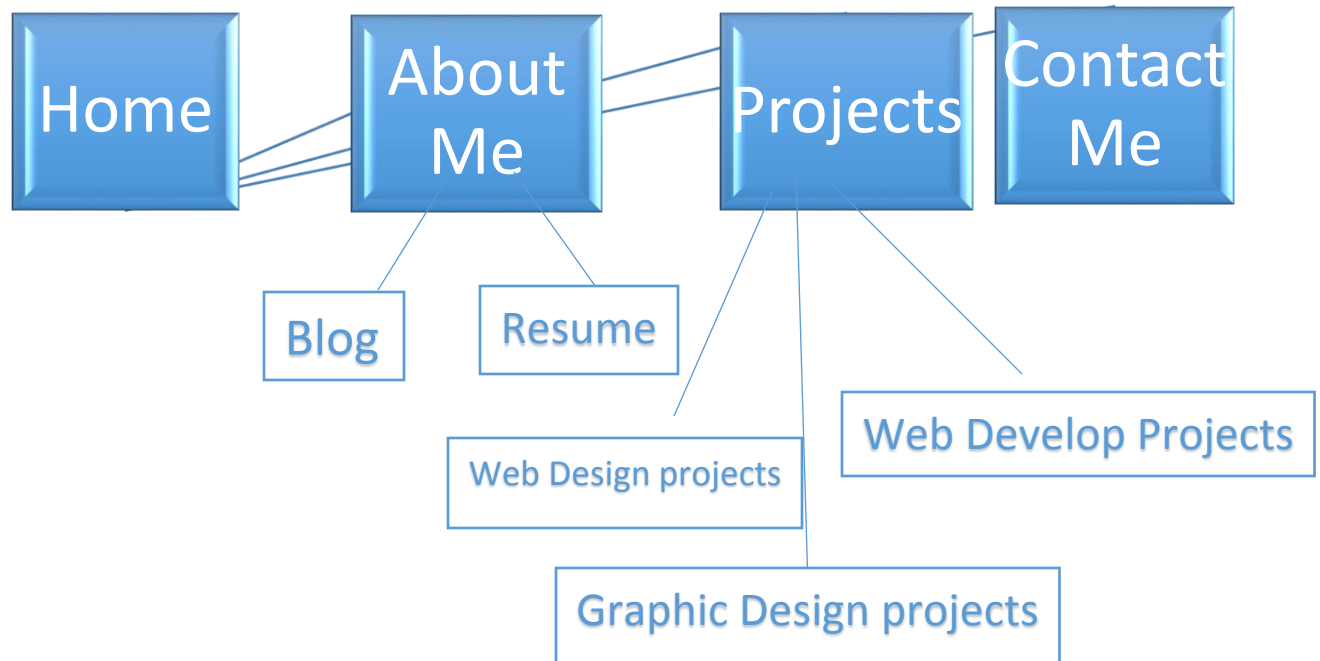 Home
About
Me
Projects
Contact
Me
Blog
Resume
Web Design projects
Web Develop Projects
Graphic Design projects